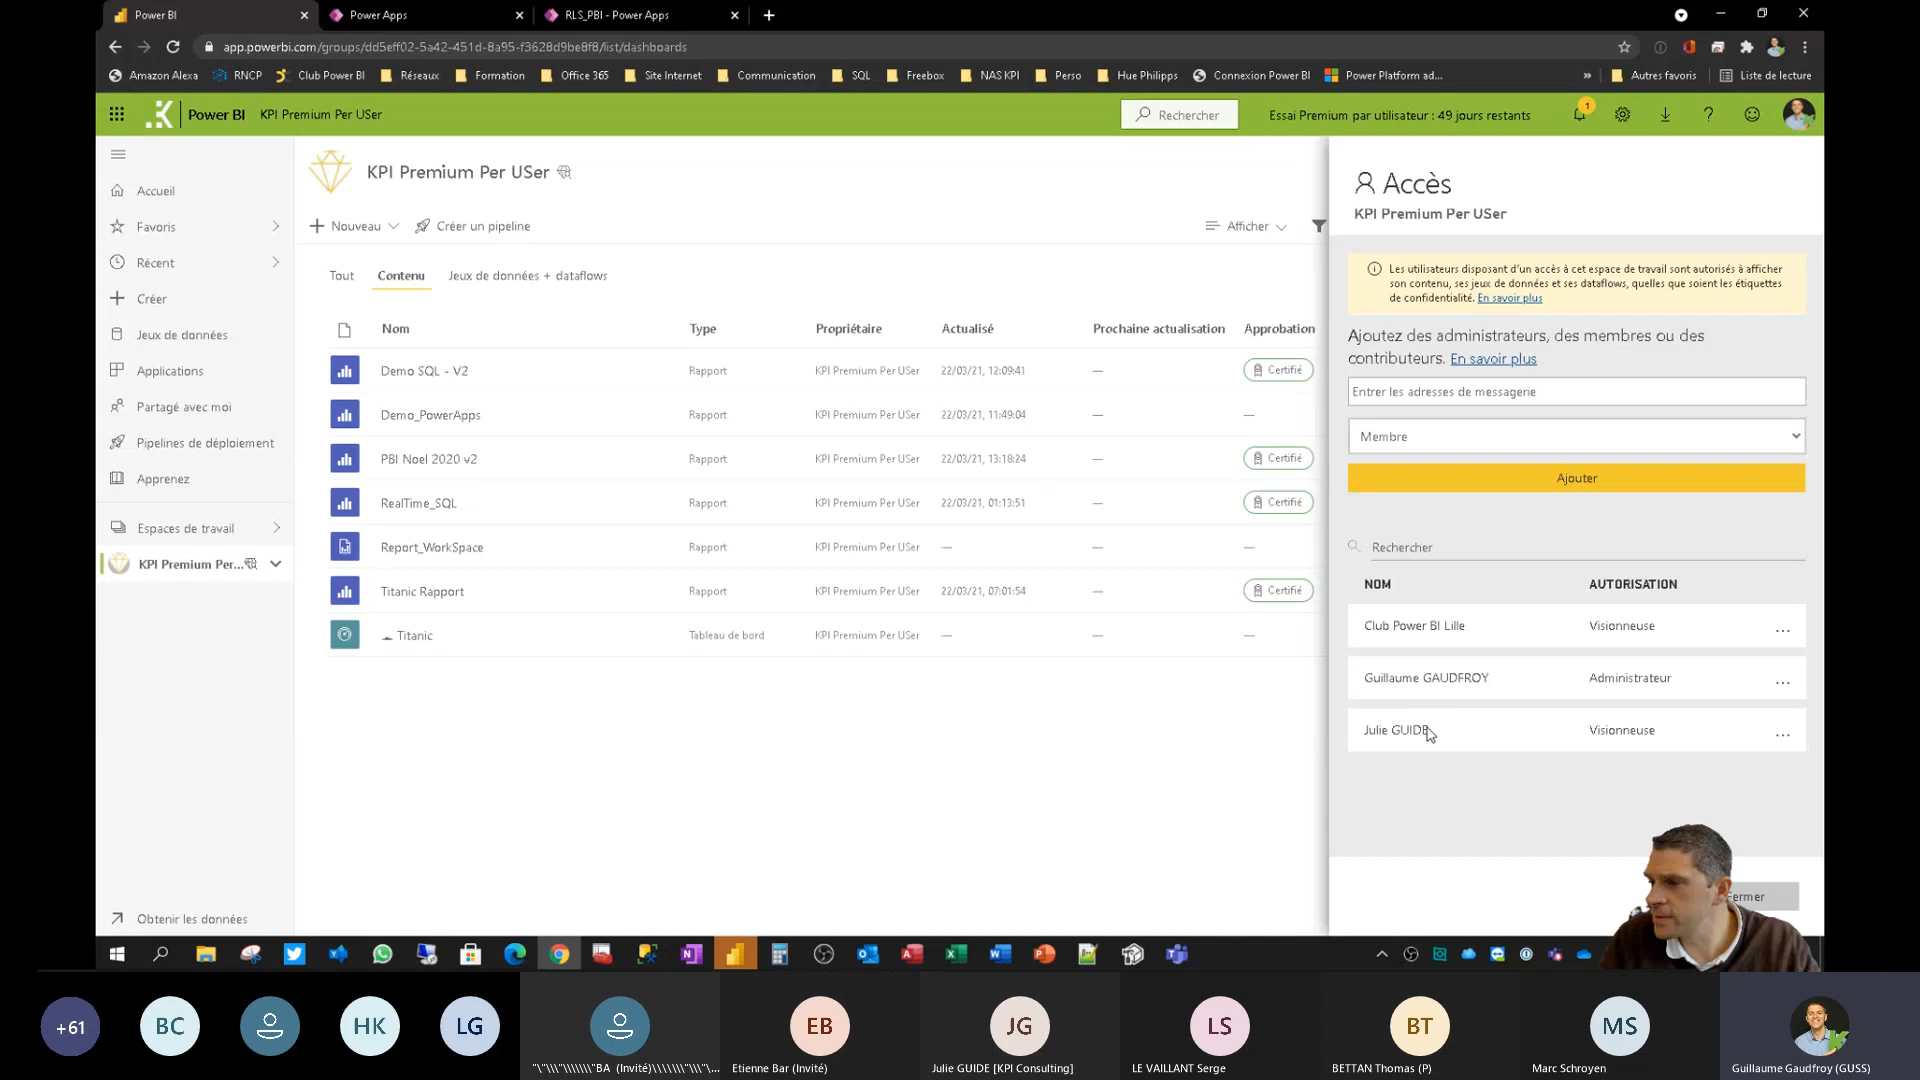 Power BI
Power Apps
RLS_PBI - Power Apps
app.powerbi.com/groups/dd5eff02-5a42-451d-8a95-f3628d9be8f8/list/dashboards
Amazon Alexa
RNCP
Club Power BI
Réseaux
Formation
Office 365
Site Internet
Communication
SQL
Freebox
NAS KPI
Perso
Hue Philipps
Connexion Power BI
Power Platform ad...
»
Autres favoris
Liste de lecture
Power BI
KPI Premium Per USer
Rechercher
Essai Premium par utilisateur : 49 jours restants
1
Accueil
Favoris
Récent
Créer
Jeux de données
Applications
Partagé avec moi
Pipelines de déploiement
Apprenez
Espaces de travail
KPI Premium Per...
Obtenir les données
KPI Premium Per USer
Nouveau
Créer un pipeline
Afficher
Tout
Contenu
Jeux de données + dataflows
Nom Type Propriétaire Actualisé Prochaine actualisation Approbation
Demo SQL - V2 Rapport KPI Premium Per USer 22/03/21, 12:09:41 — Certifié
Demo_PowerApps Rapport KPI Premium Per USer 22/03/21, 11:49:04 — —
PBI Noel 2020 v2 Rapport KPI Premium Per USer 22/03/21, 13:18:24 — Certifié
RealTime_SQL Rapport KPI Premium Per USer 22/03/21, 01:13:51 — Certifié
Report_WorkSpace Rapport KPI Premium Per USer — — —
Titanic Rapport Rapport KPI Premium Per USer 22/03/21, 07:01:54 — Certifié
Titanic Tableau de bord KPI Premium Per USer — — —
Accès
KPI Premium Per USer
Les utilisateurs disposant d'un accès à cet espace de travail sont autorisés à afficher
son contenu, ses jeux de données et ses dataflows, quelles que soient les étiquettes
de confidentialité. En savoir plus
Ajoutez des administrateurs, des membres ou des
contributeurs. En savoir plus
Entrer les adresses de messagerie
Membre
Ajouter
Rechercher
NOM AUTORISATION
Club Power BI Lille Visionneuse ...
Guillaume GAUDFROY Administrateur ...
Julie GUIDE Visionneuse ...
Fermer
+61
BC
HK
LG
EB
JG
LS
BT
MS
"\"\\\"\\\\\\\"BA (Invité)\\\\\\\"\\\"\...
Etienne Bar (Invité)
Julie GUIDE [KPI Consulting]
LE VAILLANT Serge
BETTAN Thomas (P)
Marc Schroyen
Guillaume Gaudfroy (GUSS)